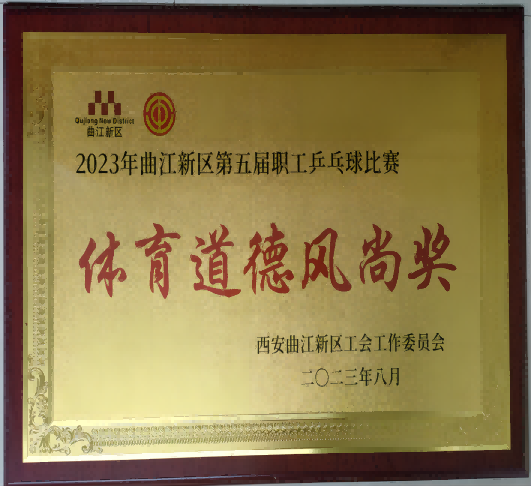 Qujiang New District
曲江新区
2023年曲江新区第五届职工乒乓球比赛
体育道德风尚奖
西安曲江新区工会工作委员会
二〇二三年八月